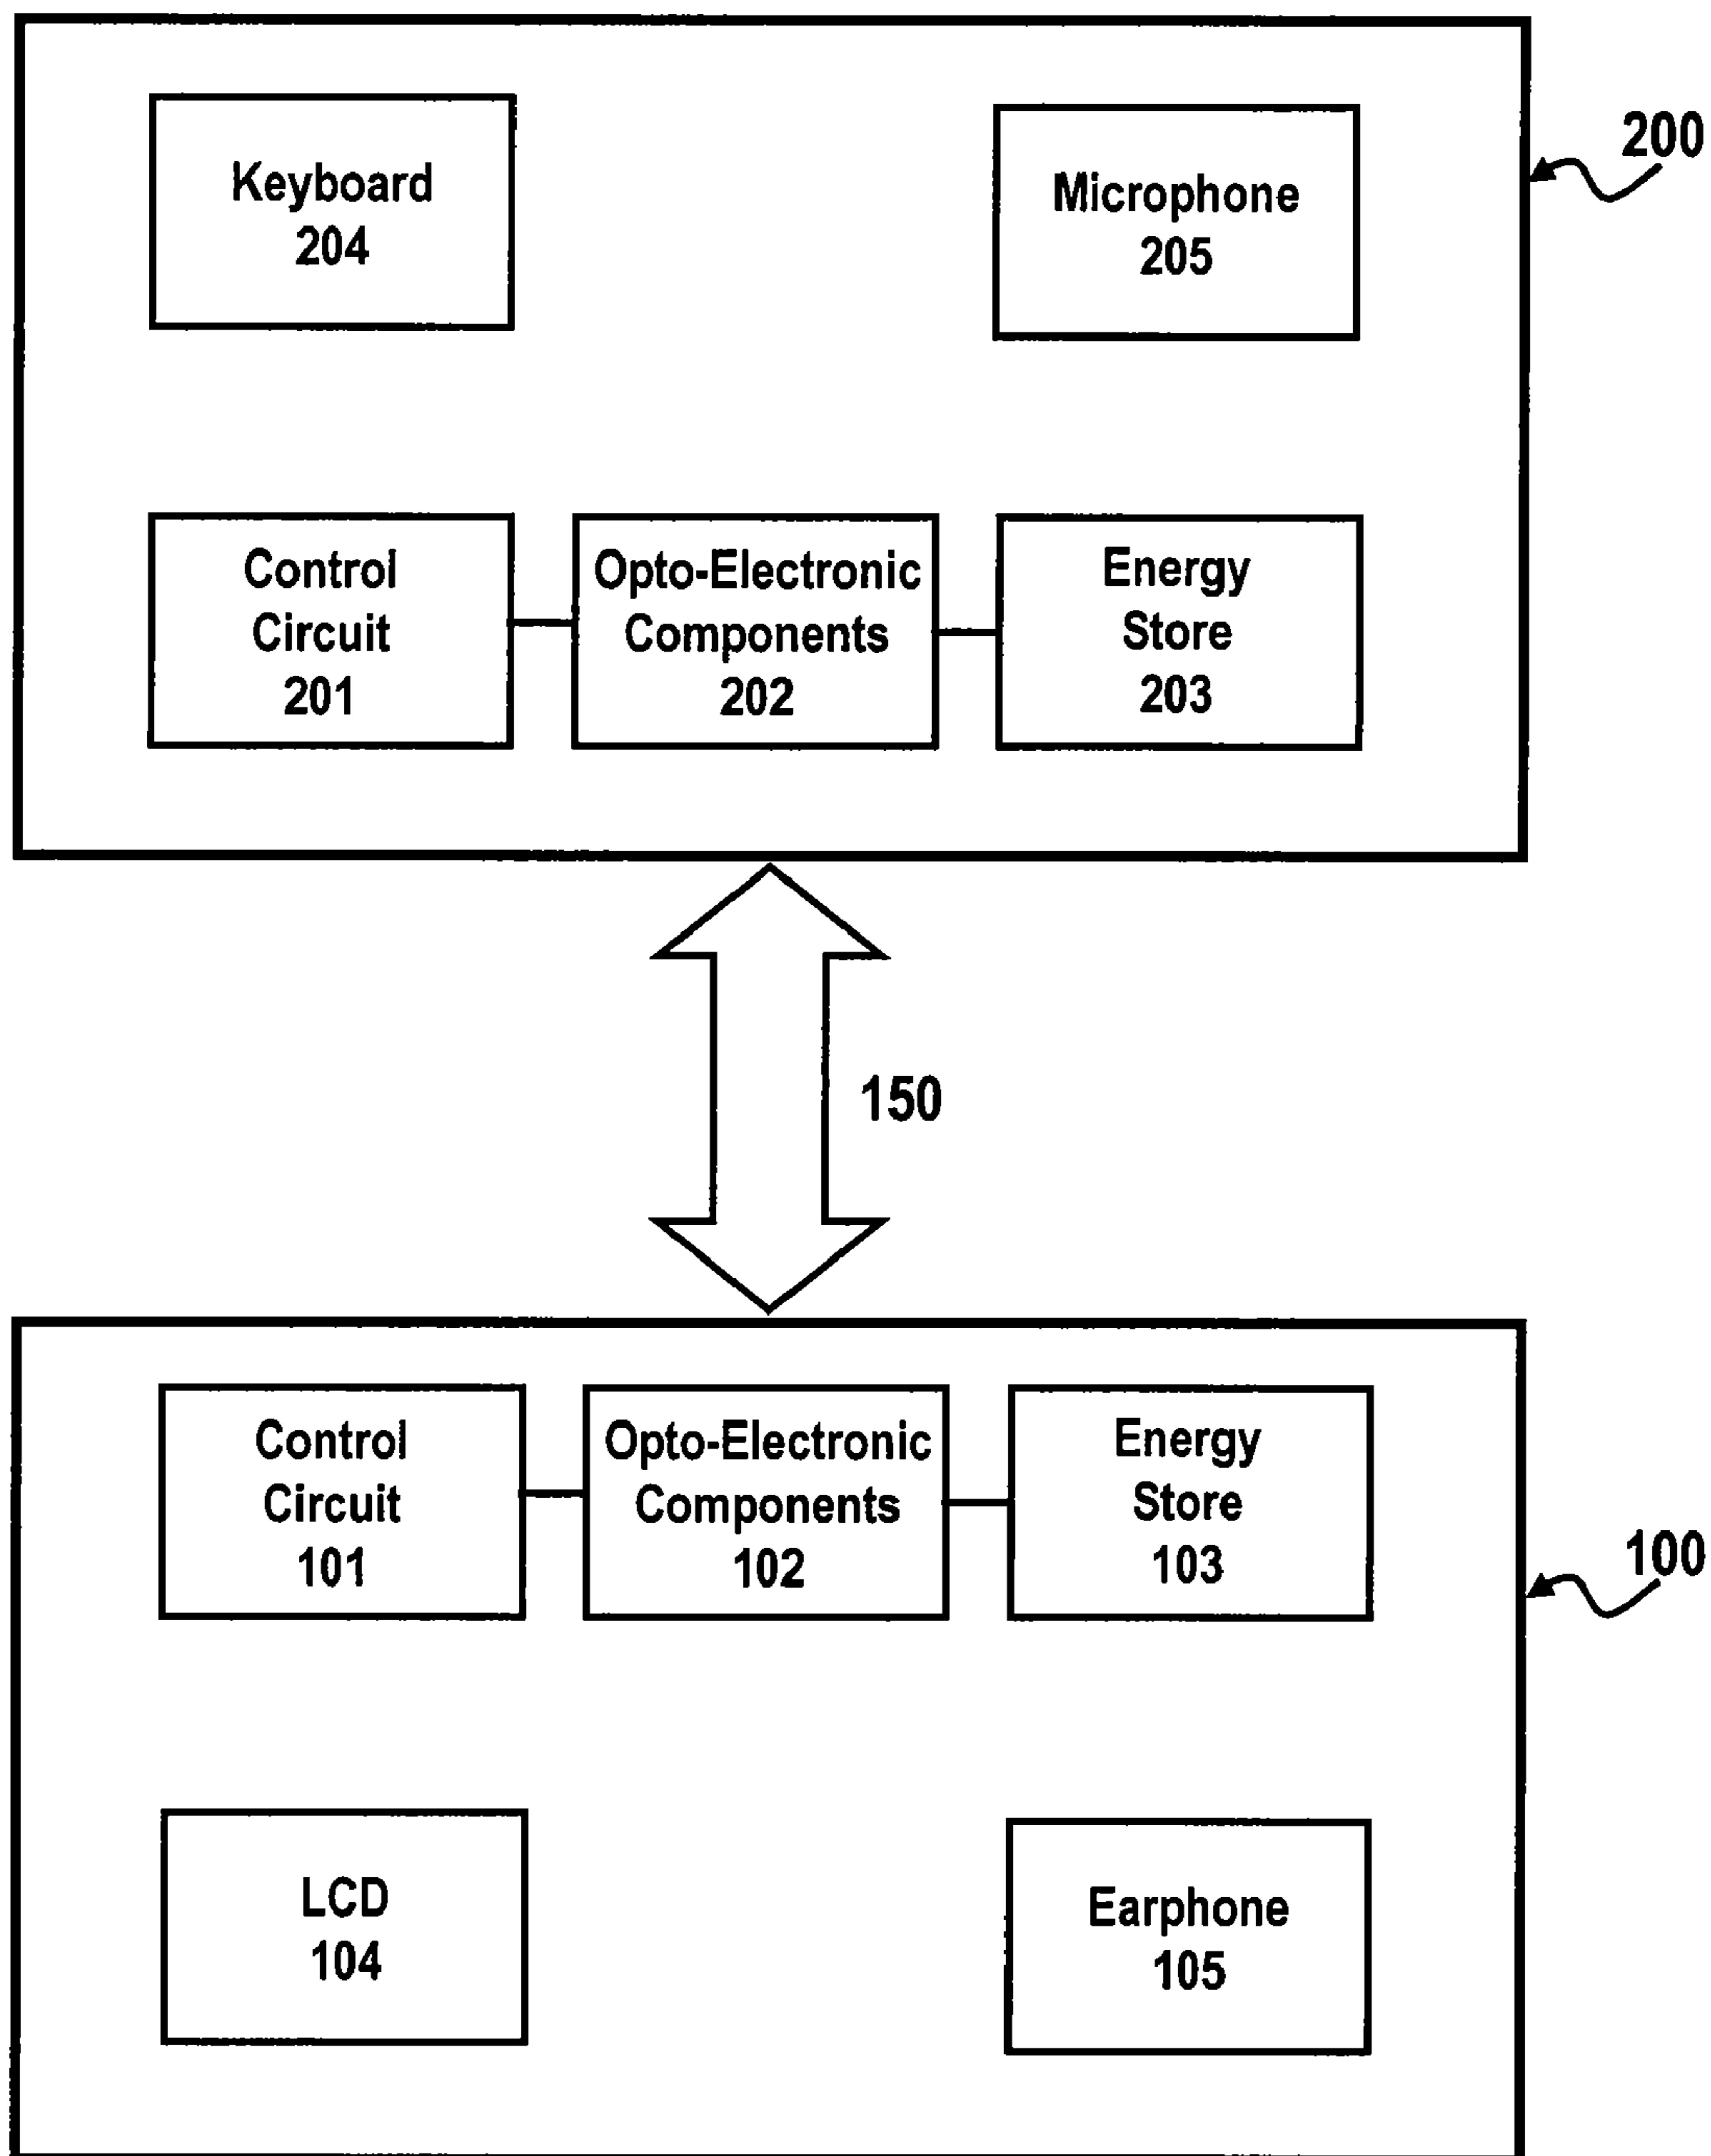 200
Keyboard
204
Microphone
205
Control
Circuit
201
Opto-Electronic
Components
202
Energy
Store
203
150
Control
Circuit
101
Opto-Electronic
Components
102
Energy
Store
103
100
LCD
104
Earphone
105